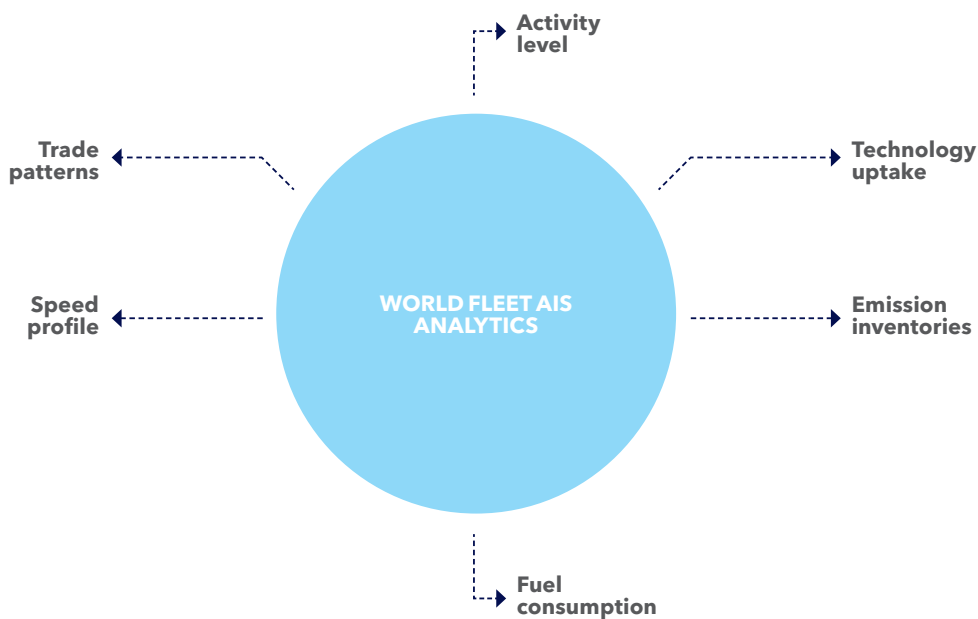 Activity
level
Trade
patterns
Technology
uptake
Speed
profile
WORLD FLEET AIS
ANALYTICS
Emission
inventories
Fuel
consumption